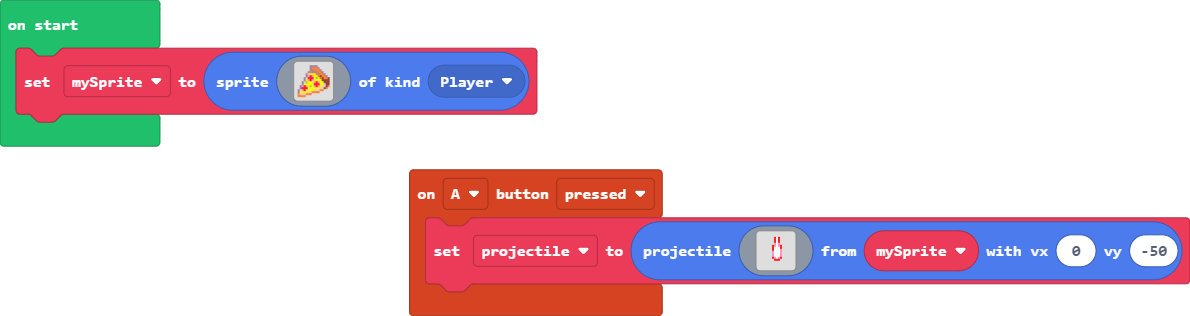 on start
set mySprite to sprite of kind Player
on A button pressed
set projectile to projectile from mySprite with vx 0 vy -50